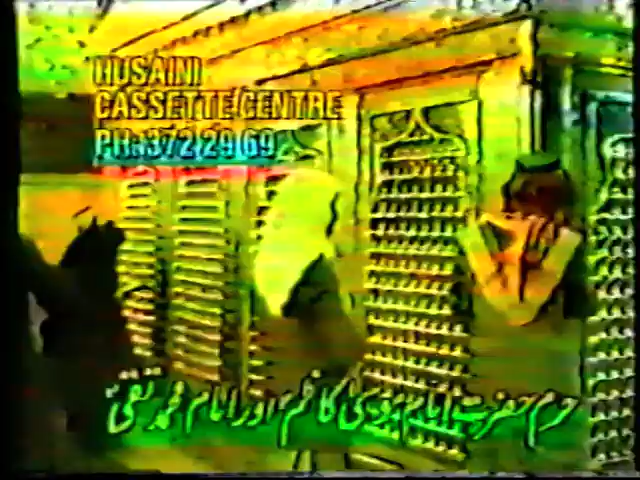 HUSAINI
CASSETTE CENTRE
PH: 372 29 69
حرم حضرت امام موسیٰ کاظمؑ اور امام محمد تقیؑ